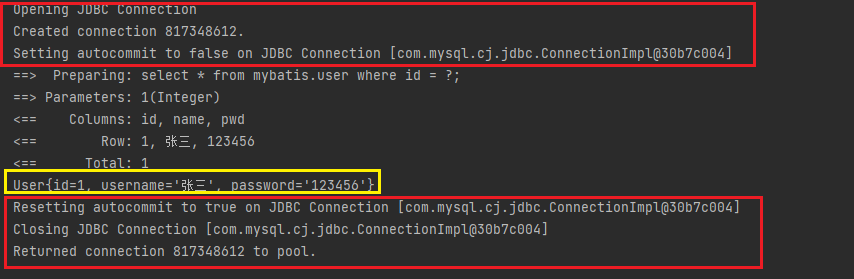 Opening JDBC Connection
Created connection 817348612.
Setting autocommit to false on JDBC Connection [com.mysql.cj.jdbc.ConnectionImpl@30b7c004]
==>  Preparing: select * from mybatis.user where id = ?;
==> Parameters: 1(Integer)
<==    Columns: id, name, pwd
<==        Row: 1, 张三, 123456
<==      Total: 1
User{id=1, username='张三', password='123456'}
Resetting autocommit to true on JDBC Connection [com.mysql.cj.jdbc.ConnectionImpl@30b7c004]
Closing JDBC Connection [com.mysql.cj.jdbc.ConnectionImpl@30b7c004]
Returned connection 817348612 to pool.